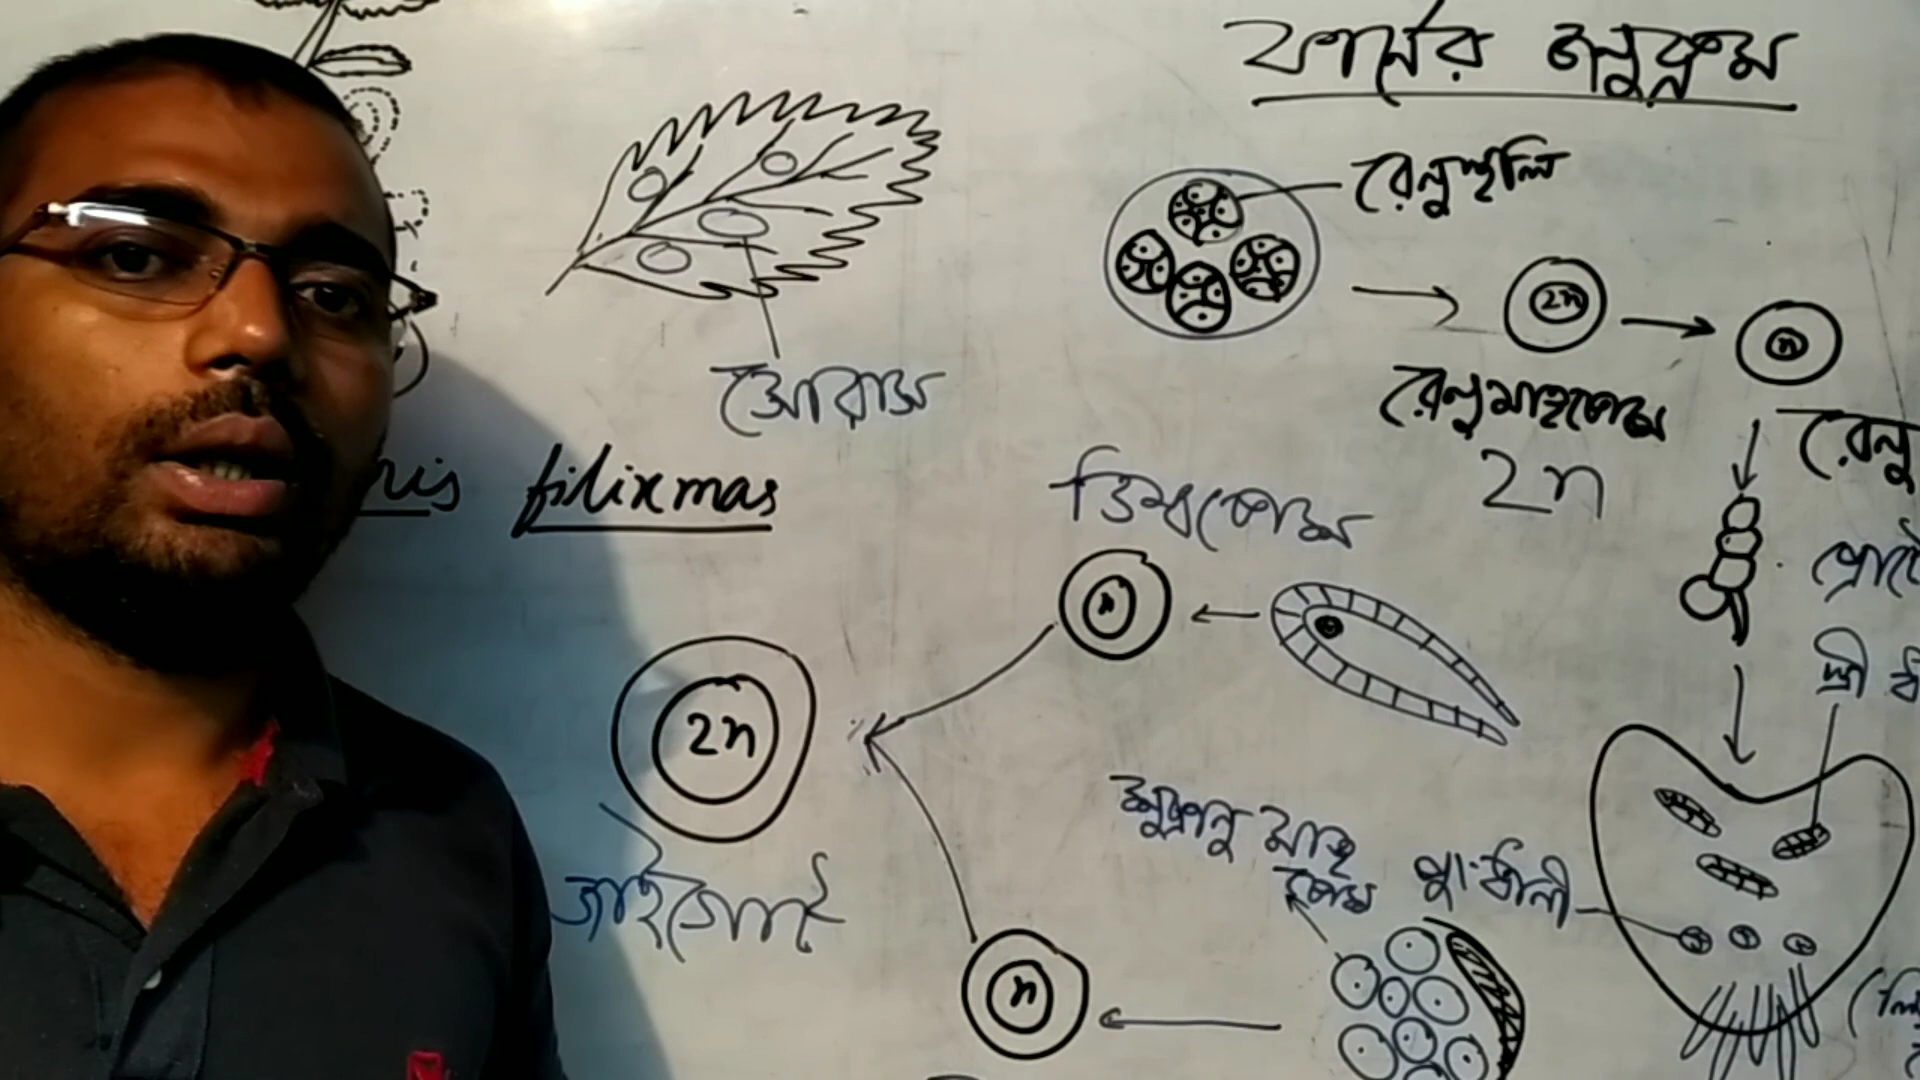 ফার্নের জনুক্রম
রেনুস্থলি
2n
n
সোরাস
রেনুমাতৃকোষ
রেনু
2n
filixmas
ডিম্বকোষ
n
স্ত্রী
2n
শুক্রানু মাতৃ
কোষ
পুংধানী
জাইগোট
n